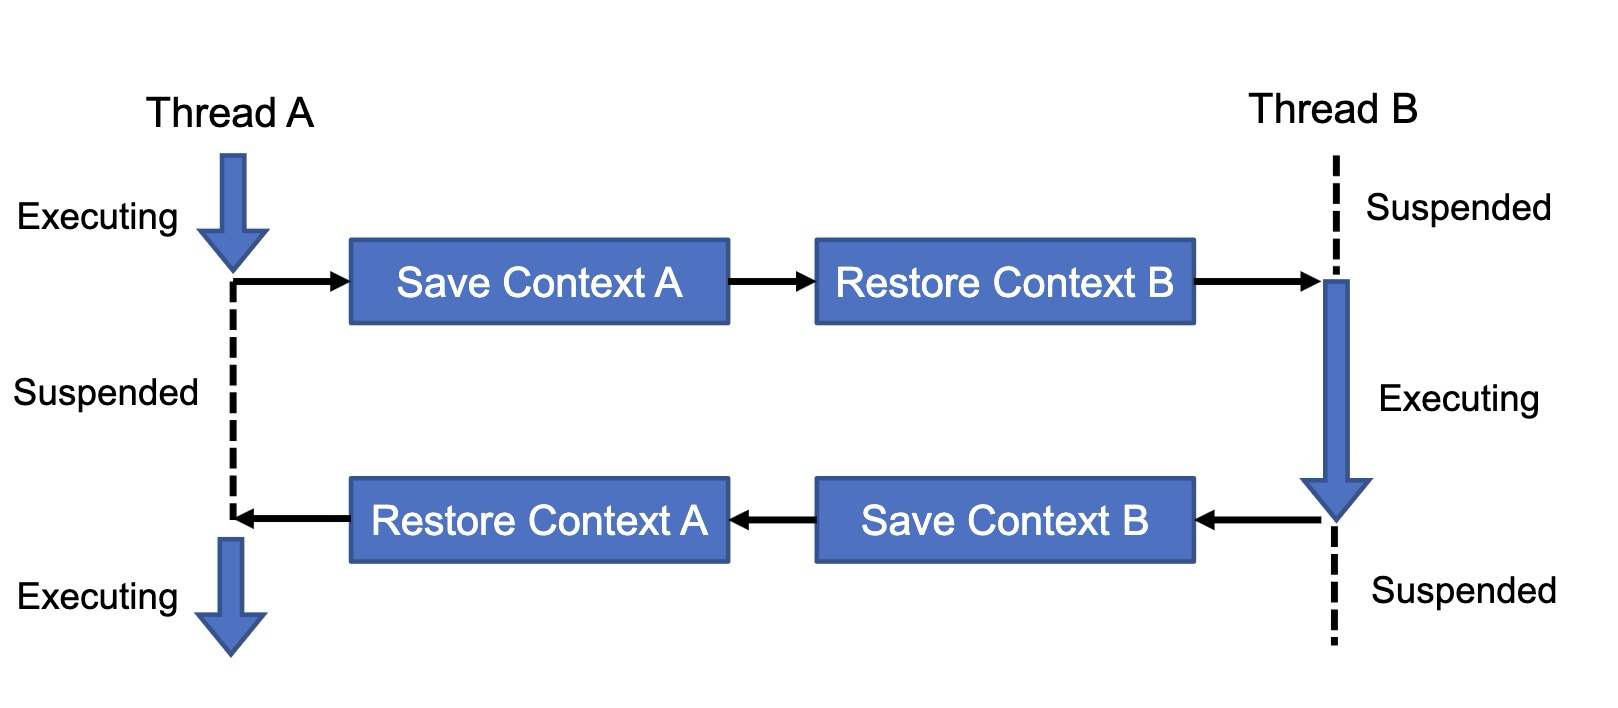 Thread A
Thread B
Executing
Suspended
Save Context A
Restore Context B
Suspended
Executing
Restore Context A
Save Context B
Executing
Suspended